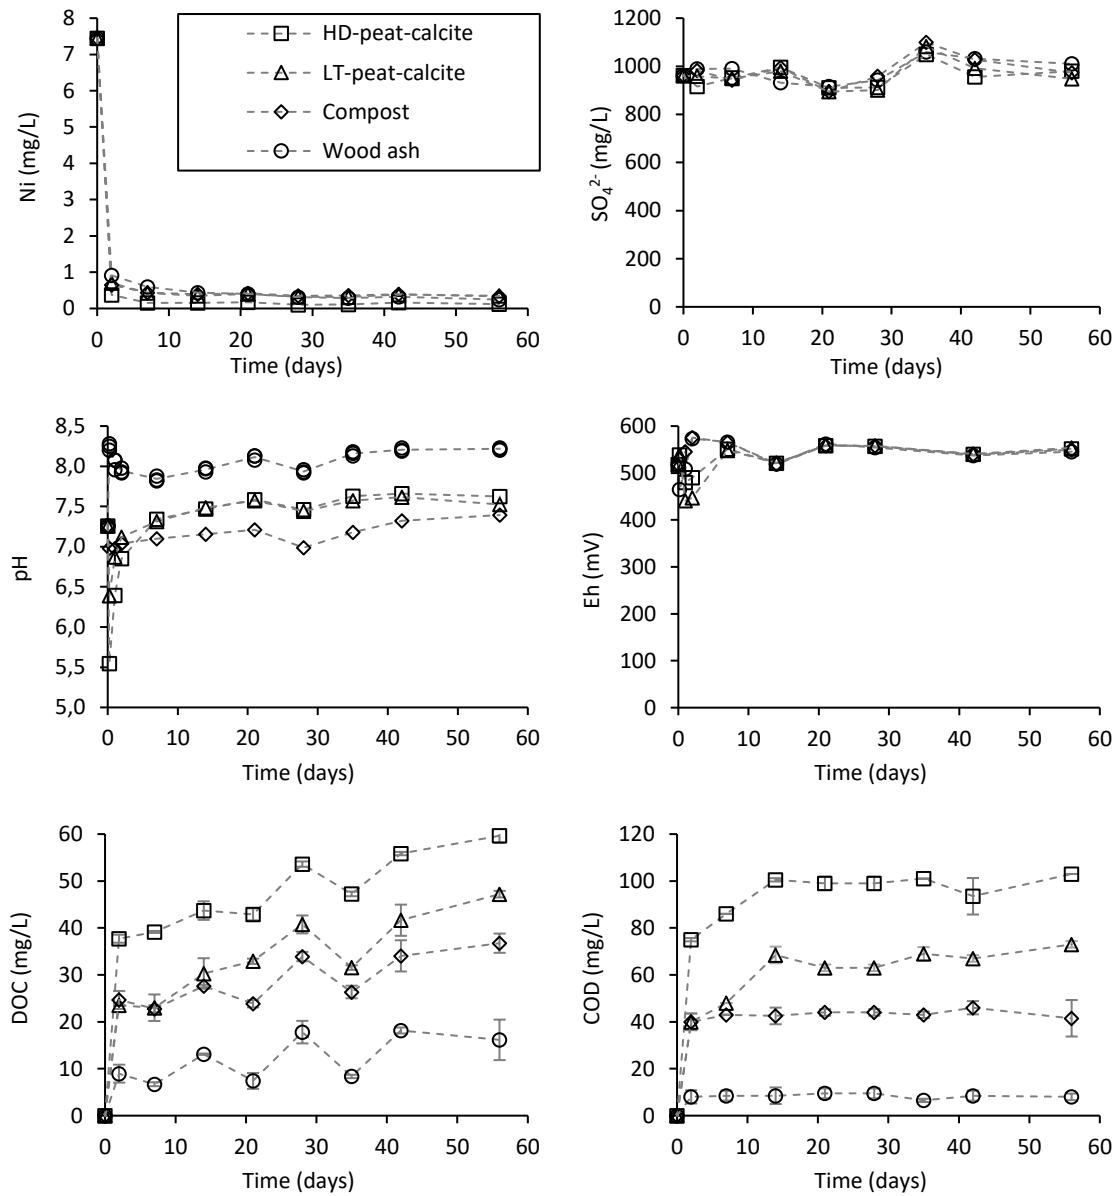 8
7
6
5
4
3
2
1
0
Ni (mg/L)
0 10 20 30 40 50 60
Time (days)
HD-peat-calcite
LT-peat-calcite
Compost
Wood ash
1200
1000
800
600
400
200
0
SO₄²⁻ (mg/L)
0 10 20 30 40 50 60
Time (days)
8,5
8,0
7,5
7,0
6,5
6,0
5,5
5,0
pH
0 10 20 30 40 50 60
Time (days)
600
500
400
300
200
100
0
Eh (mV)
0 10 20 30 40 50 60
Time (days)
60
50
40
30
20
10
0
DOC (mg/L)
0 10 20 30 40 50 60
Time (days)
120
100
80
60
40
20
0
COD (mg/L)
0 10 20 30 40 50 60
Time (days)